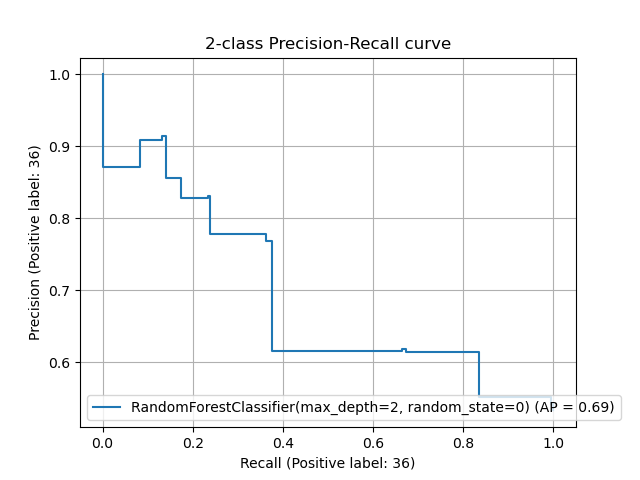 2-class Precision-Recall curve
1.0
0.9
0.8
0.7
0.6
Precision (Positive label: 36)
RandomForestClassifier(max_depth=2, random_state=0) (AP = 0.69)
0.0 0.2 0.4 0.6 0.8 1.0
Recall (Positive label: 36)